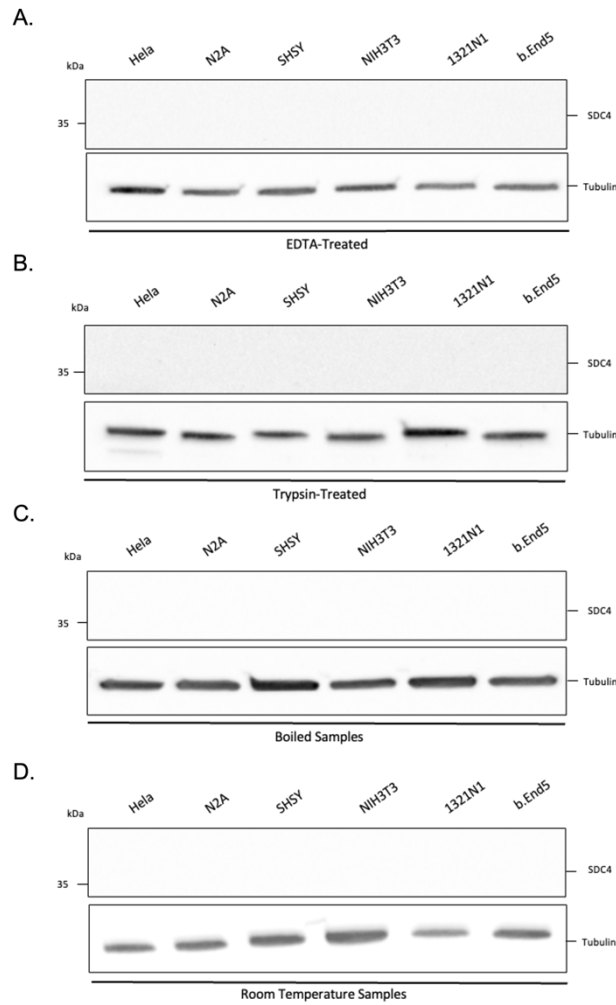 A.
Hela N2A SHSY NIH3T3 1321N1 b.End5
kDa
35
SDC4
Tubulin
EDTA-Treated
B.
Hela N2A SHSY NIH3T3 1321N1 b.End5
kDa
35
SDC4
Tubulin
Trypsin-Treated
C.
Hela N2A SHSY NIH3T3 1321N1 b.End5
kDa
35
SDC4
Tubulin
Boiled Samples
D.
Hela N2A SHSY NIH3T3 1321N1 b.End5
kDa
35
SDC4
Tubulin
Room Temperature Samples